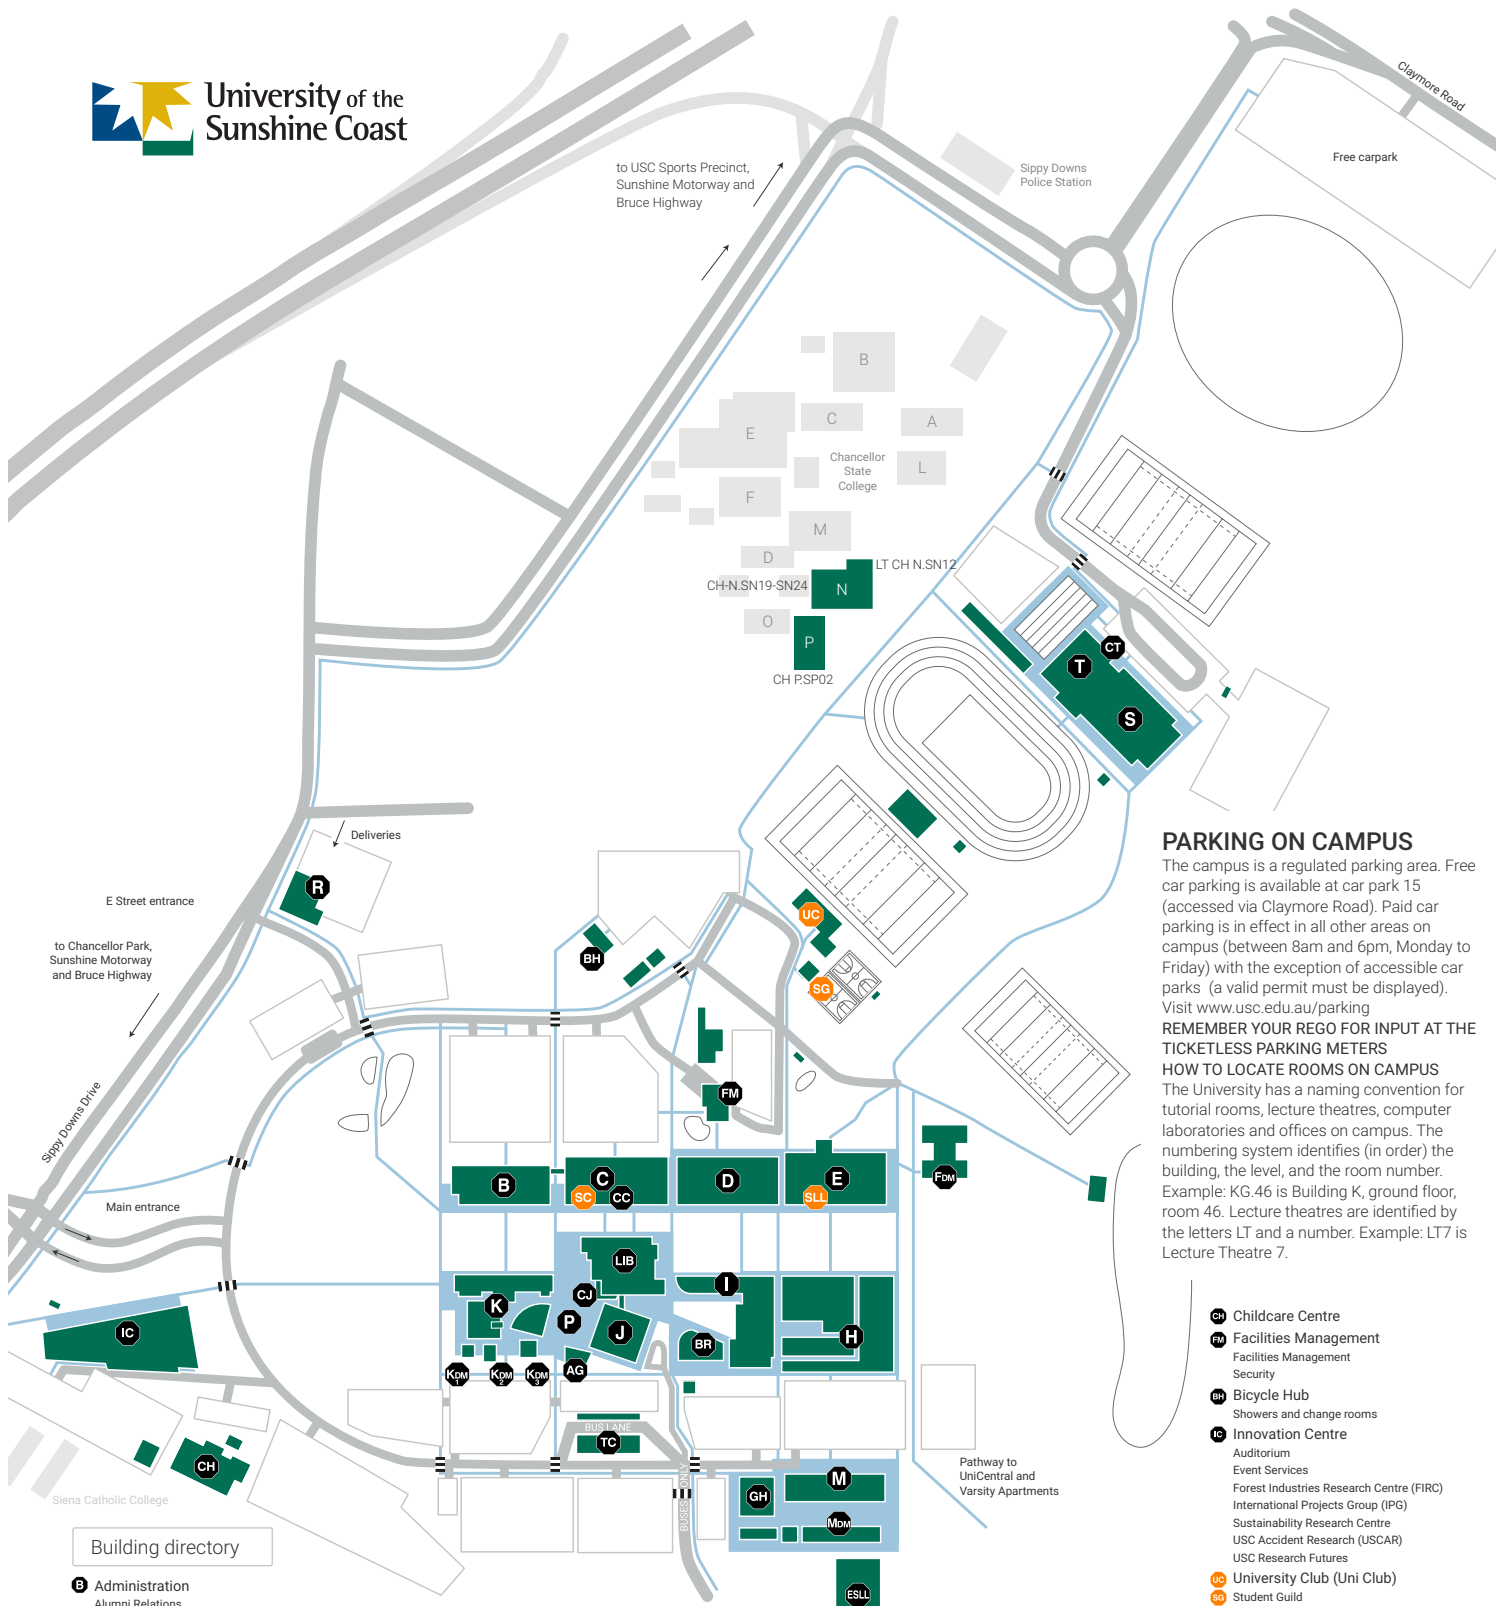 University of the
Sunshine Coast
Claymore Road
Free carpark
to USC Sports Precinct,
Sunshine Motorway and
Bruce Highway
Sippy Downs
Police Station
B
C
A
E
Chancellor
State
College
L
F
M
D
LT CH N.SN12
CH-N.SN19-SN24
N
O
P
CH P.SP02
CT
T
S
Deliveries
R
E Street entrance
to Chancellor Park,
Sunshine Motorway
and Bruce Highway
Sippy Downs Drive
Main entrance
UC
BH
SG
FM
B
C
SC
CC
D
E
SLL
FDM
LIB
CJ
I
K
P
J
BR
H
IC
KDM
1
KDM
2
KDM
3
AG
BUS LANE
TC
BUSES ONLY
CH
GH
M
MDM
ESLL
Siena Catholic College
Pathway to
UniCentral and
Varsity Apartments
PARKING ON CAMPUS
The campus is a regulated parking area. Free
car parking is available at car park 15
(accessed via Claymore Road). Paid car
parking is in effect in all other areas on
campus (between 8am and 6pm, Monday to
Friday) with the exception of accessible car
parks (a valid permit must be displayed).
Visit www.usc.edu.au/parking
REMEMBER YOUR REGO FOR INPUT AT THE
TICKETLESS PARKING METERS
HOW TO LOCATE ROOMS ON CAMPUS
The University has a naming convention for
tutorial rooms, lecture theatres, computer
laboratories and offices on campus. The
numbering system identifies (in order) the
building, the level, and the room number.
Example: KG.46 is Building K, ground floor,
room 46. Lecture theatres are identified by
the letters LT and a number. Example: LT7 is
Lecture Theatre 7.
CH Childcare Centre
FM Facilities Management
Facilities Management
Security
BH Bicycle Hub
Showers and change rooms
IC Innovation Centre
Auditorium
Event Services
Forest Industries Research Centre (FIRC)
International Projects Group (IPG)
Sustainability Research Centre
USC Accident Research (USCAR)
USC Research Futures
UC University Club (Uni Club)
SG Student Guild
Building directory
B Administration
Alumni Relations